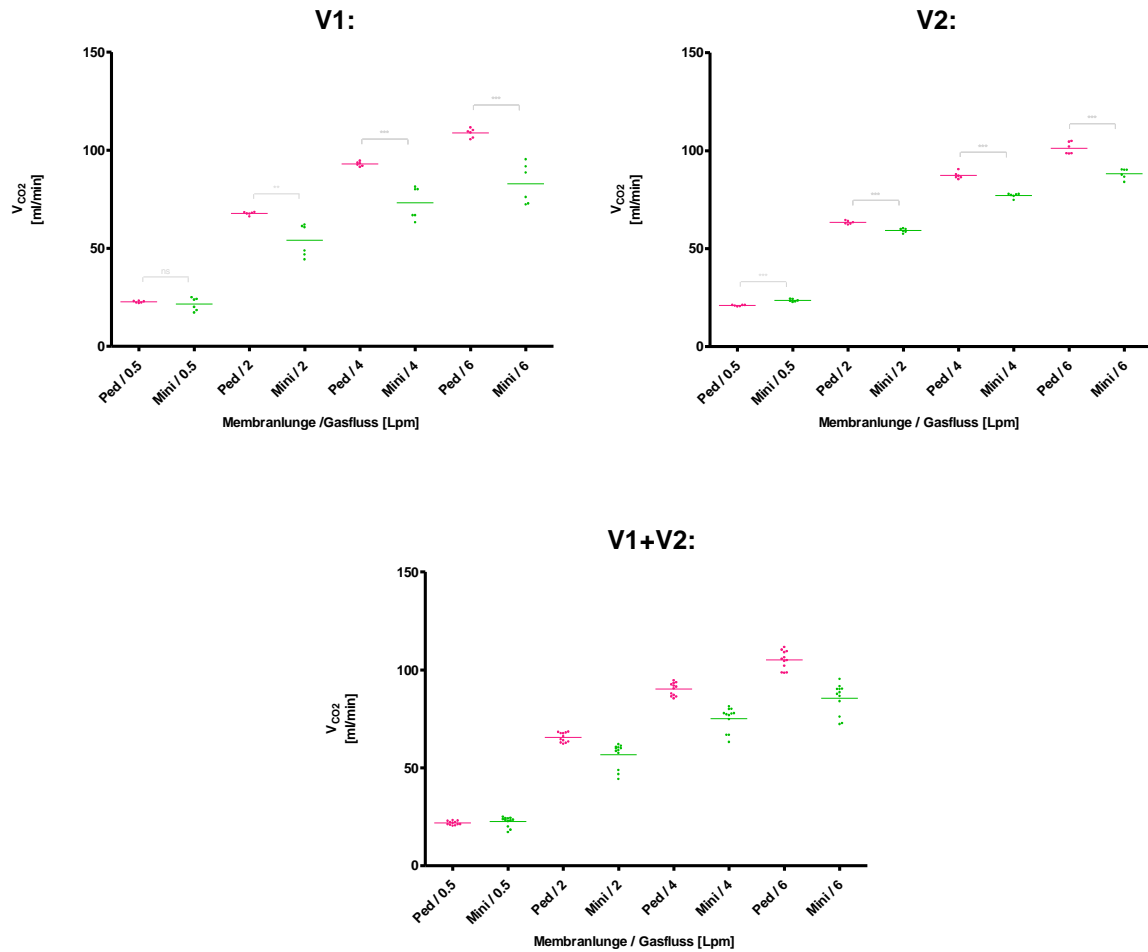 V1:
150
100
50
0
V_CO2
[ml/min]
ns
**
***
***
Ped / 0.5
Mini / 0.5
Ped / 2
Mini / 2
Ped / 4
Mini / 4
Ped / 6
Mini / 6
Membranlunge /Gasfluss [Lpm]
V2:
150
100
50
0
V_CO2
[ml/min]
***
***
***
***
Ped / 0.5
Mini / 0.5
Ped / 2
Mini / 2
Ped / 4
Mini / 4
Ped / 6
Mini / 6
Membranlunge / Gasfluss [Lpm]
V1+V2:
150
100
50
0
V_CO2
[ml/min]
Ped / 0.5
Mini / 0.5
Ped / 2
Mini / 2
Ped / 4
Mini / 4
Ped / 6
Mini / 6
Membranlunge / Gasfluss [Lpm]